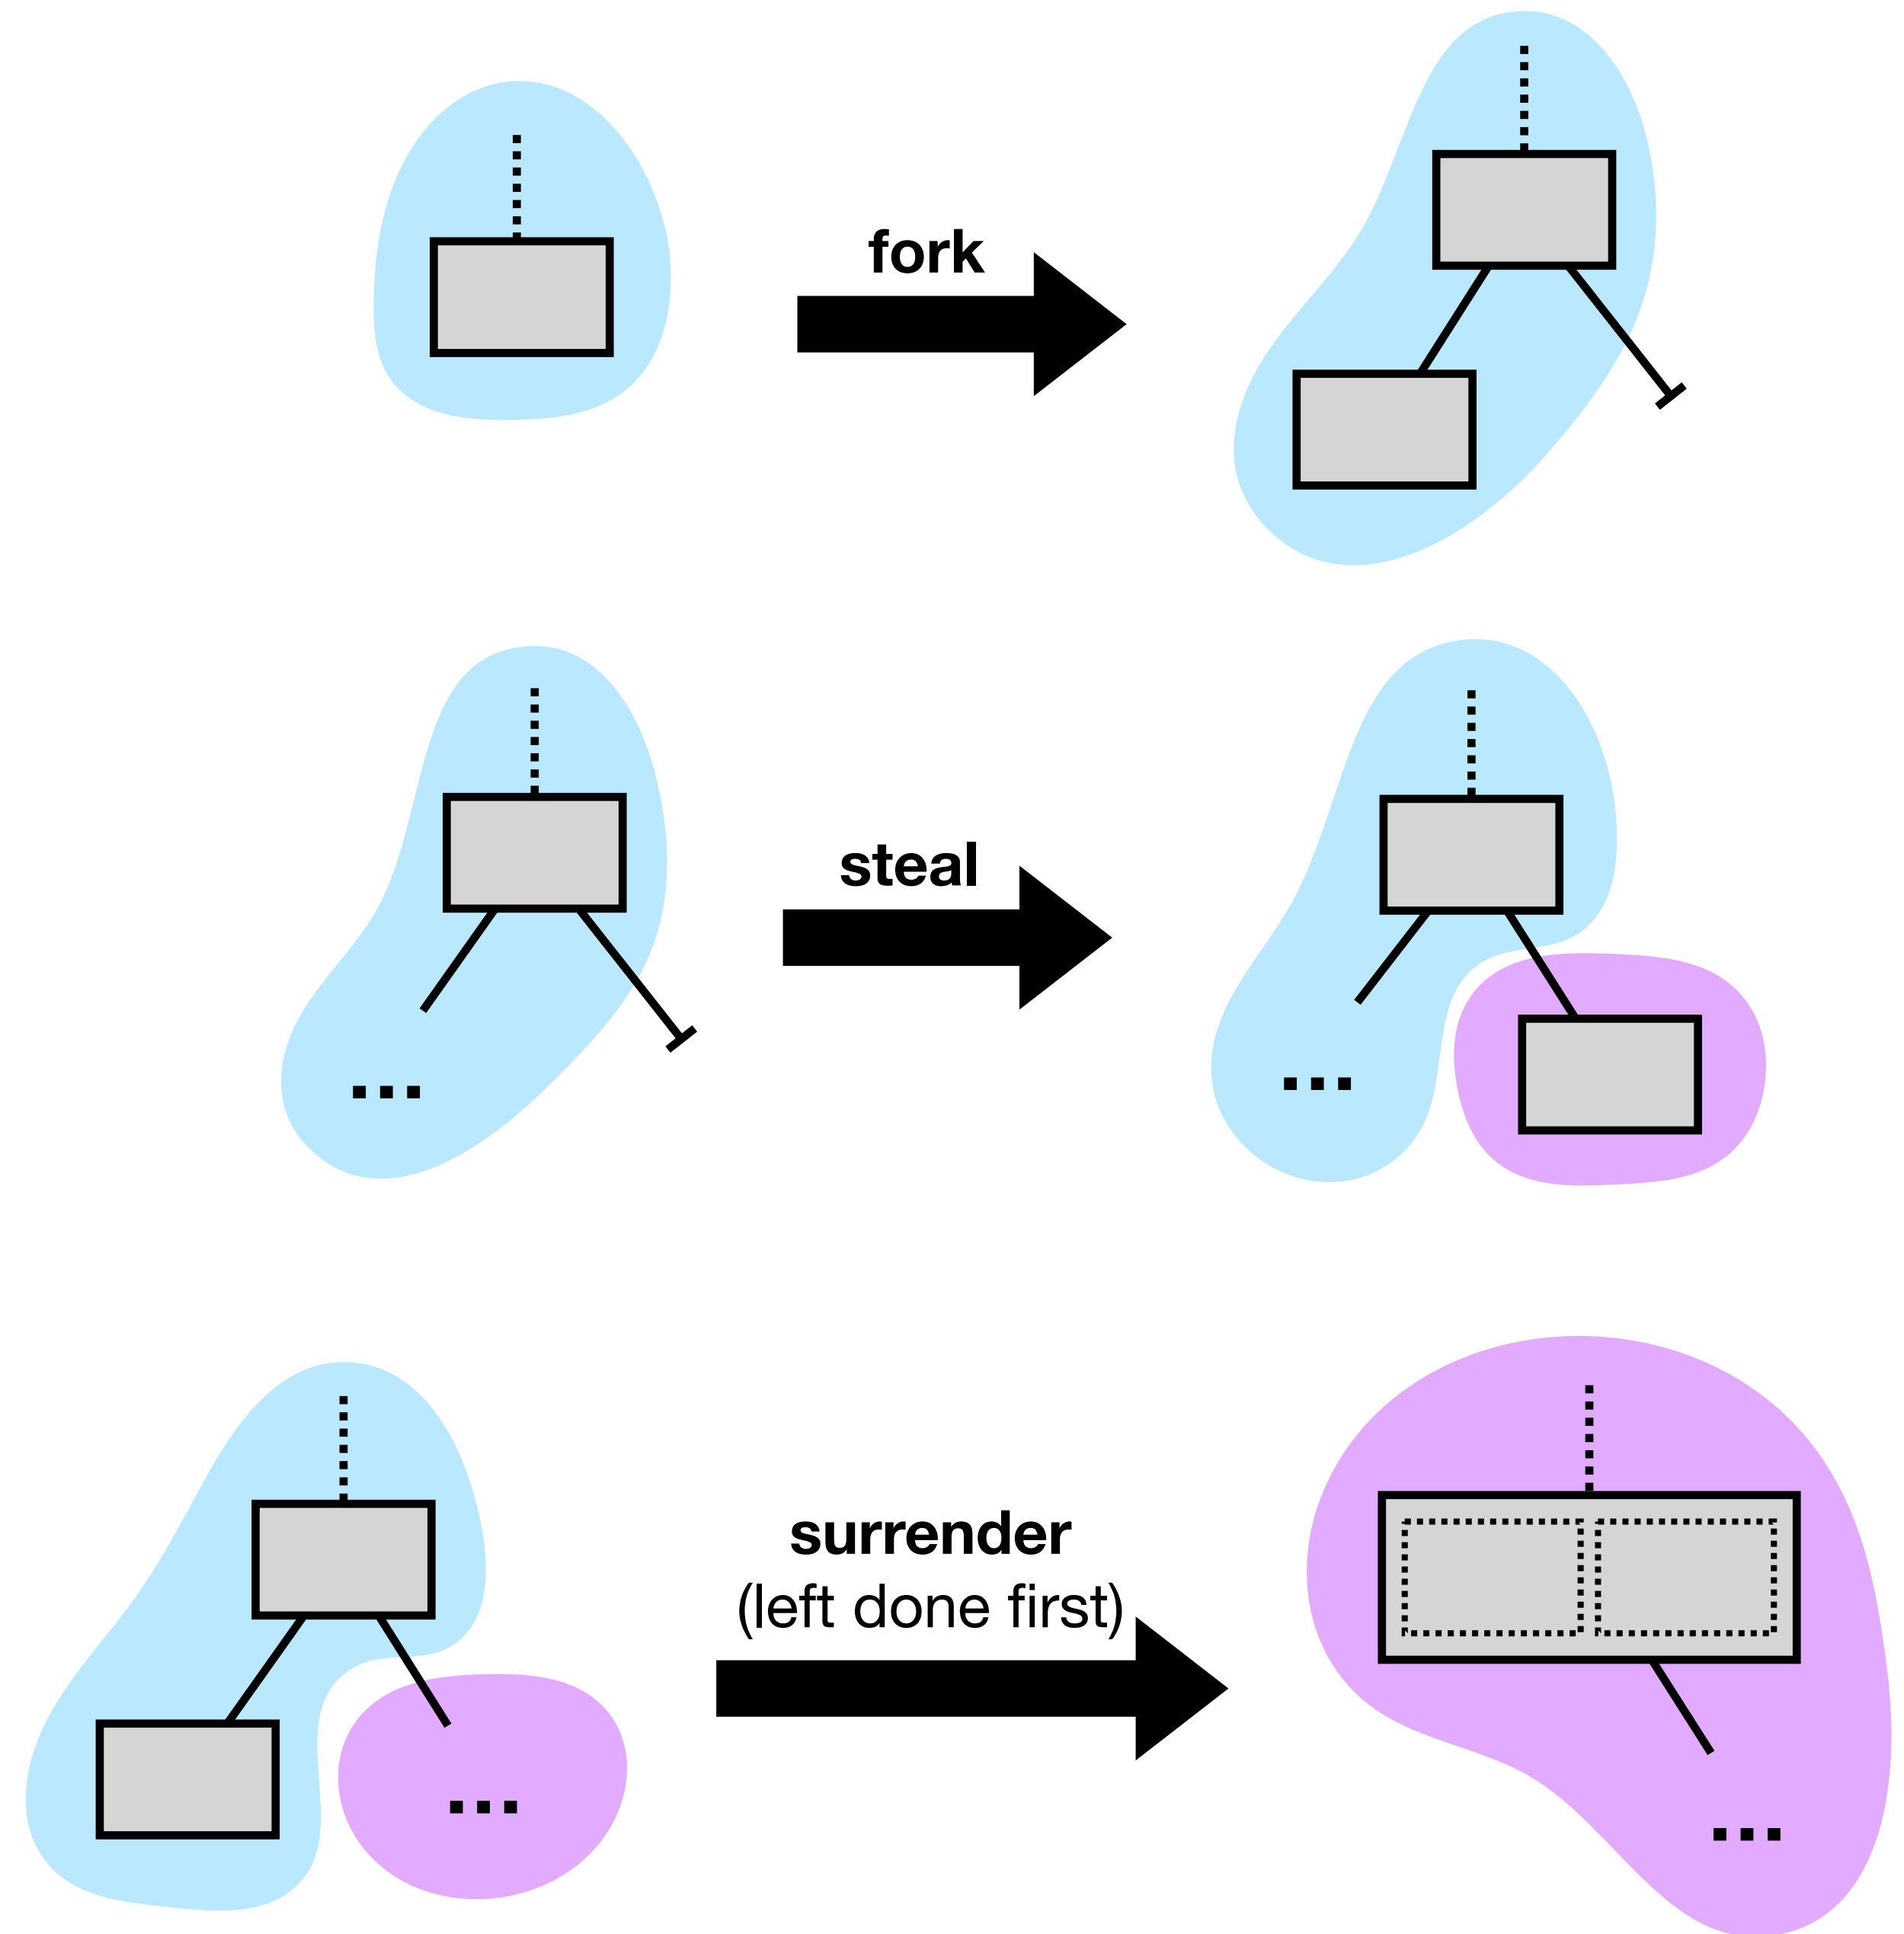 fork
steal
surrender
(left done first)